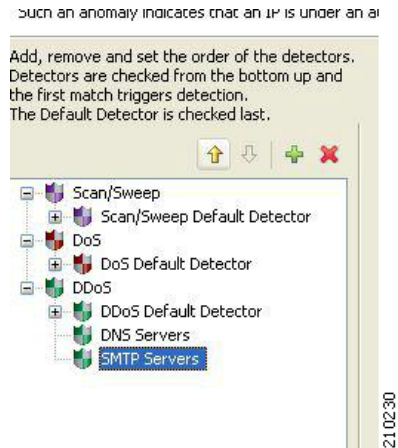 Such an anomaly indicates that an IP is under an
Add, remove and set the order of the detectors.
Detectors are checked from the bottom up and
the first match triggers detection.
The Default Detector is checked last.
Scan/Sweep
Scan/Sweep Default Detector
DoS
DoS Default Detector
DDoS
DDoS Default Detector
DNS Servers
SMTP Servers
210230